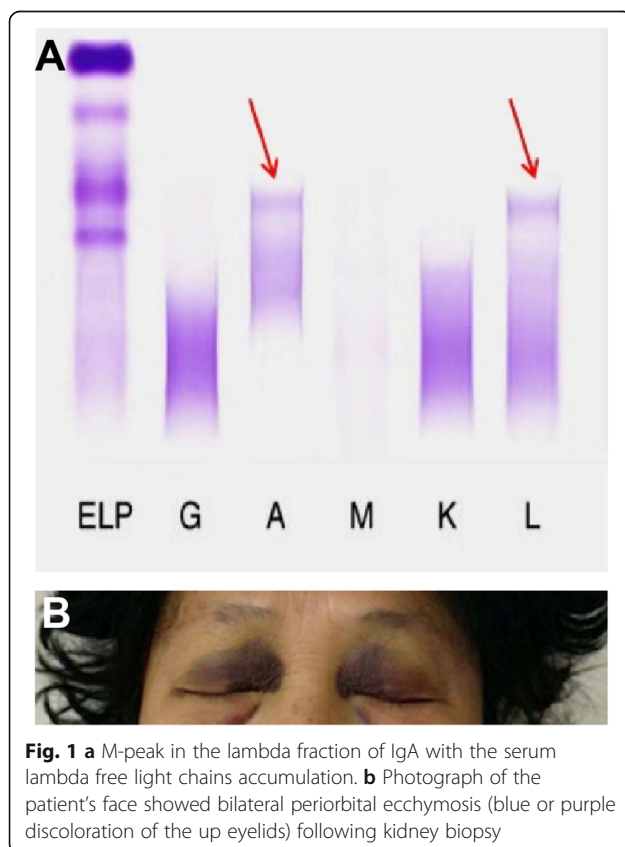 A
ELP G A M K L
B
Fig. 1 a M-peak in the lambda fraction of IgA with the serum
lambda free light chains accumulation. b Photograph of the
patient's face showed bilateral periorbital ecchymosis (blue or purple
discoloration of the up eyelids) following kidney biopsy